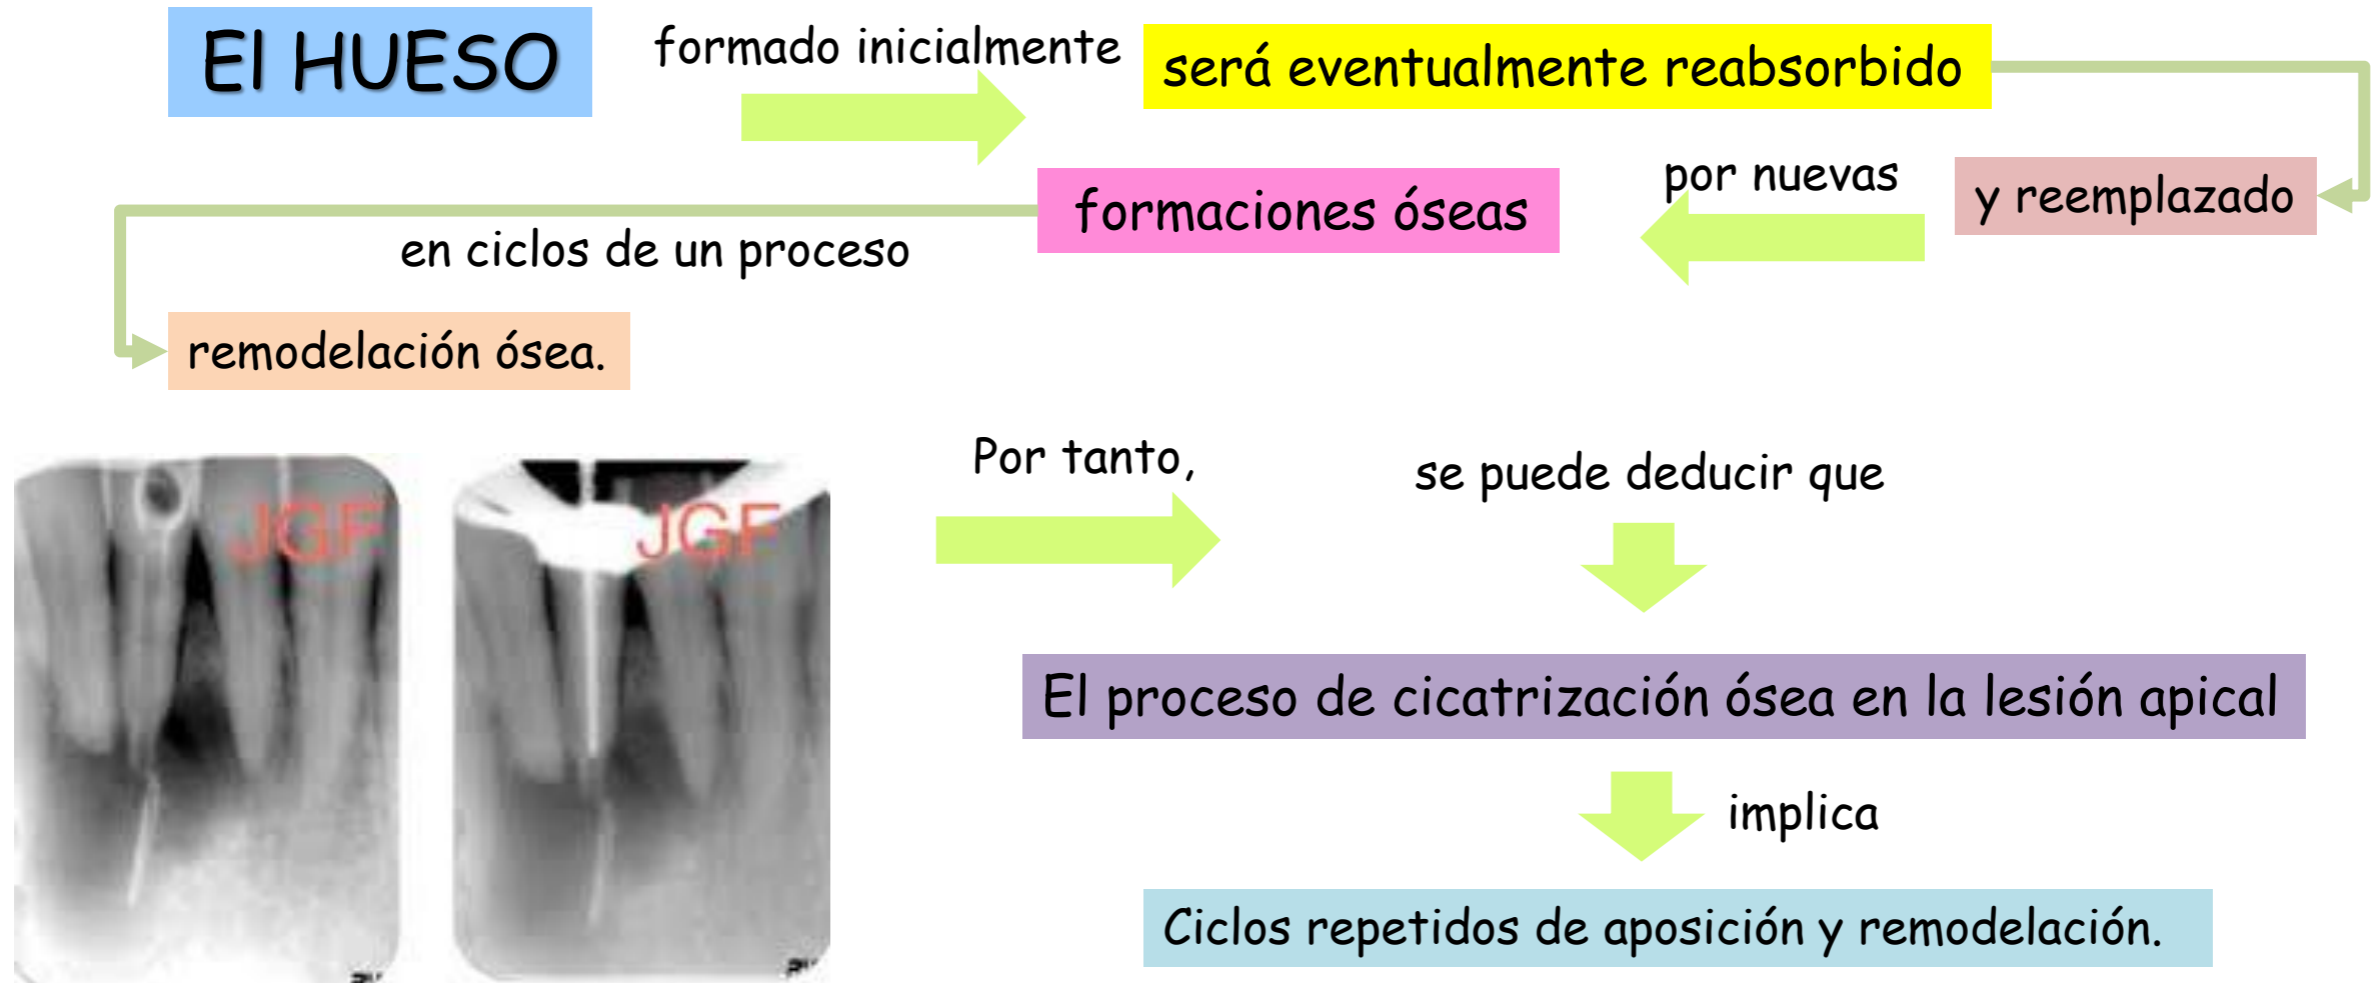 El HUESO
formado inicialmente
será eventualmente reabsorbido
y reemplazado
por nuevas
formaciones óseas
en ciclos de un proceso
remodelación ósea.
JGF
JGF
Por tanto,
se puede deducir que
El proceso de cicatrización ósea en la lesión apical
implica
Ciclos repetidos de aposición y remodelación.